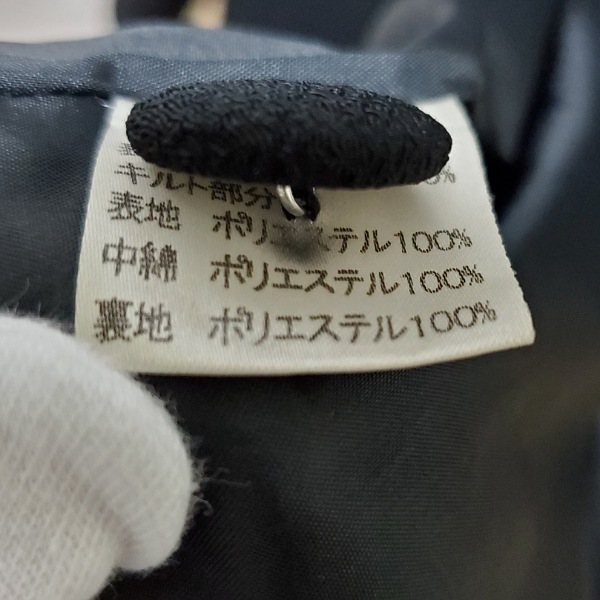 キルト部分
表地 ポリエステル100%
中綿 ポリエステル100%
裏地 ポリエステル100%